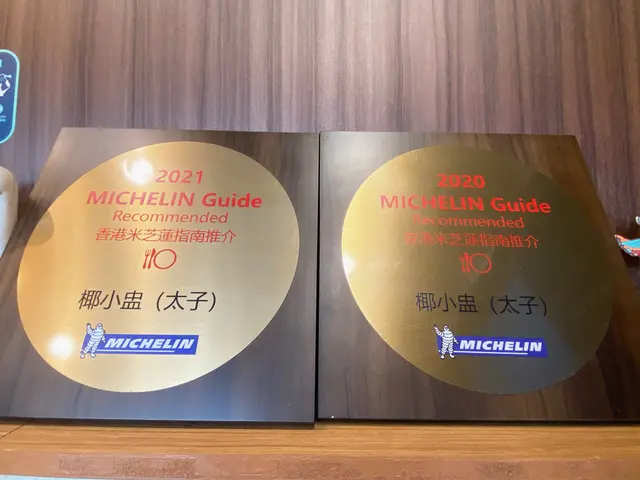 2021
MICHELIN Guide
Recommended
香港米芝蓮指南推介
椰小盅（太子）
MICHELIN
2020
MICHELIN Guide
Recommended
香港米芝蓮指南推介
椰小盅（太子）
MICHELIN